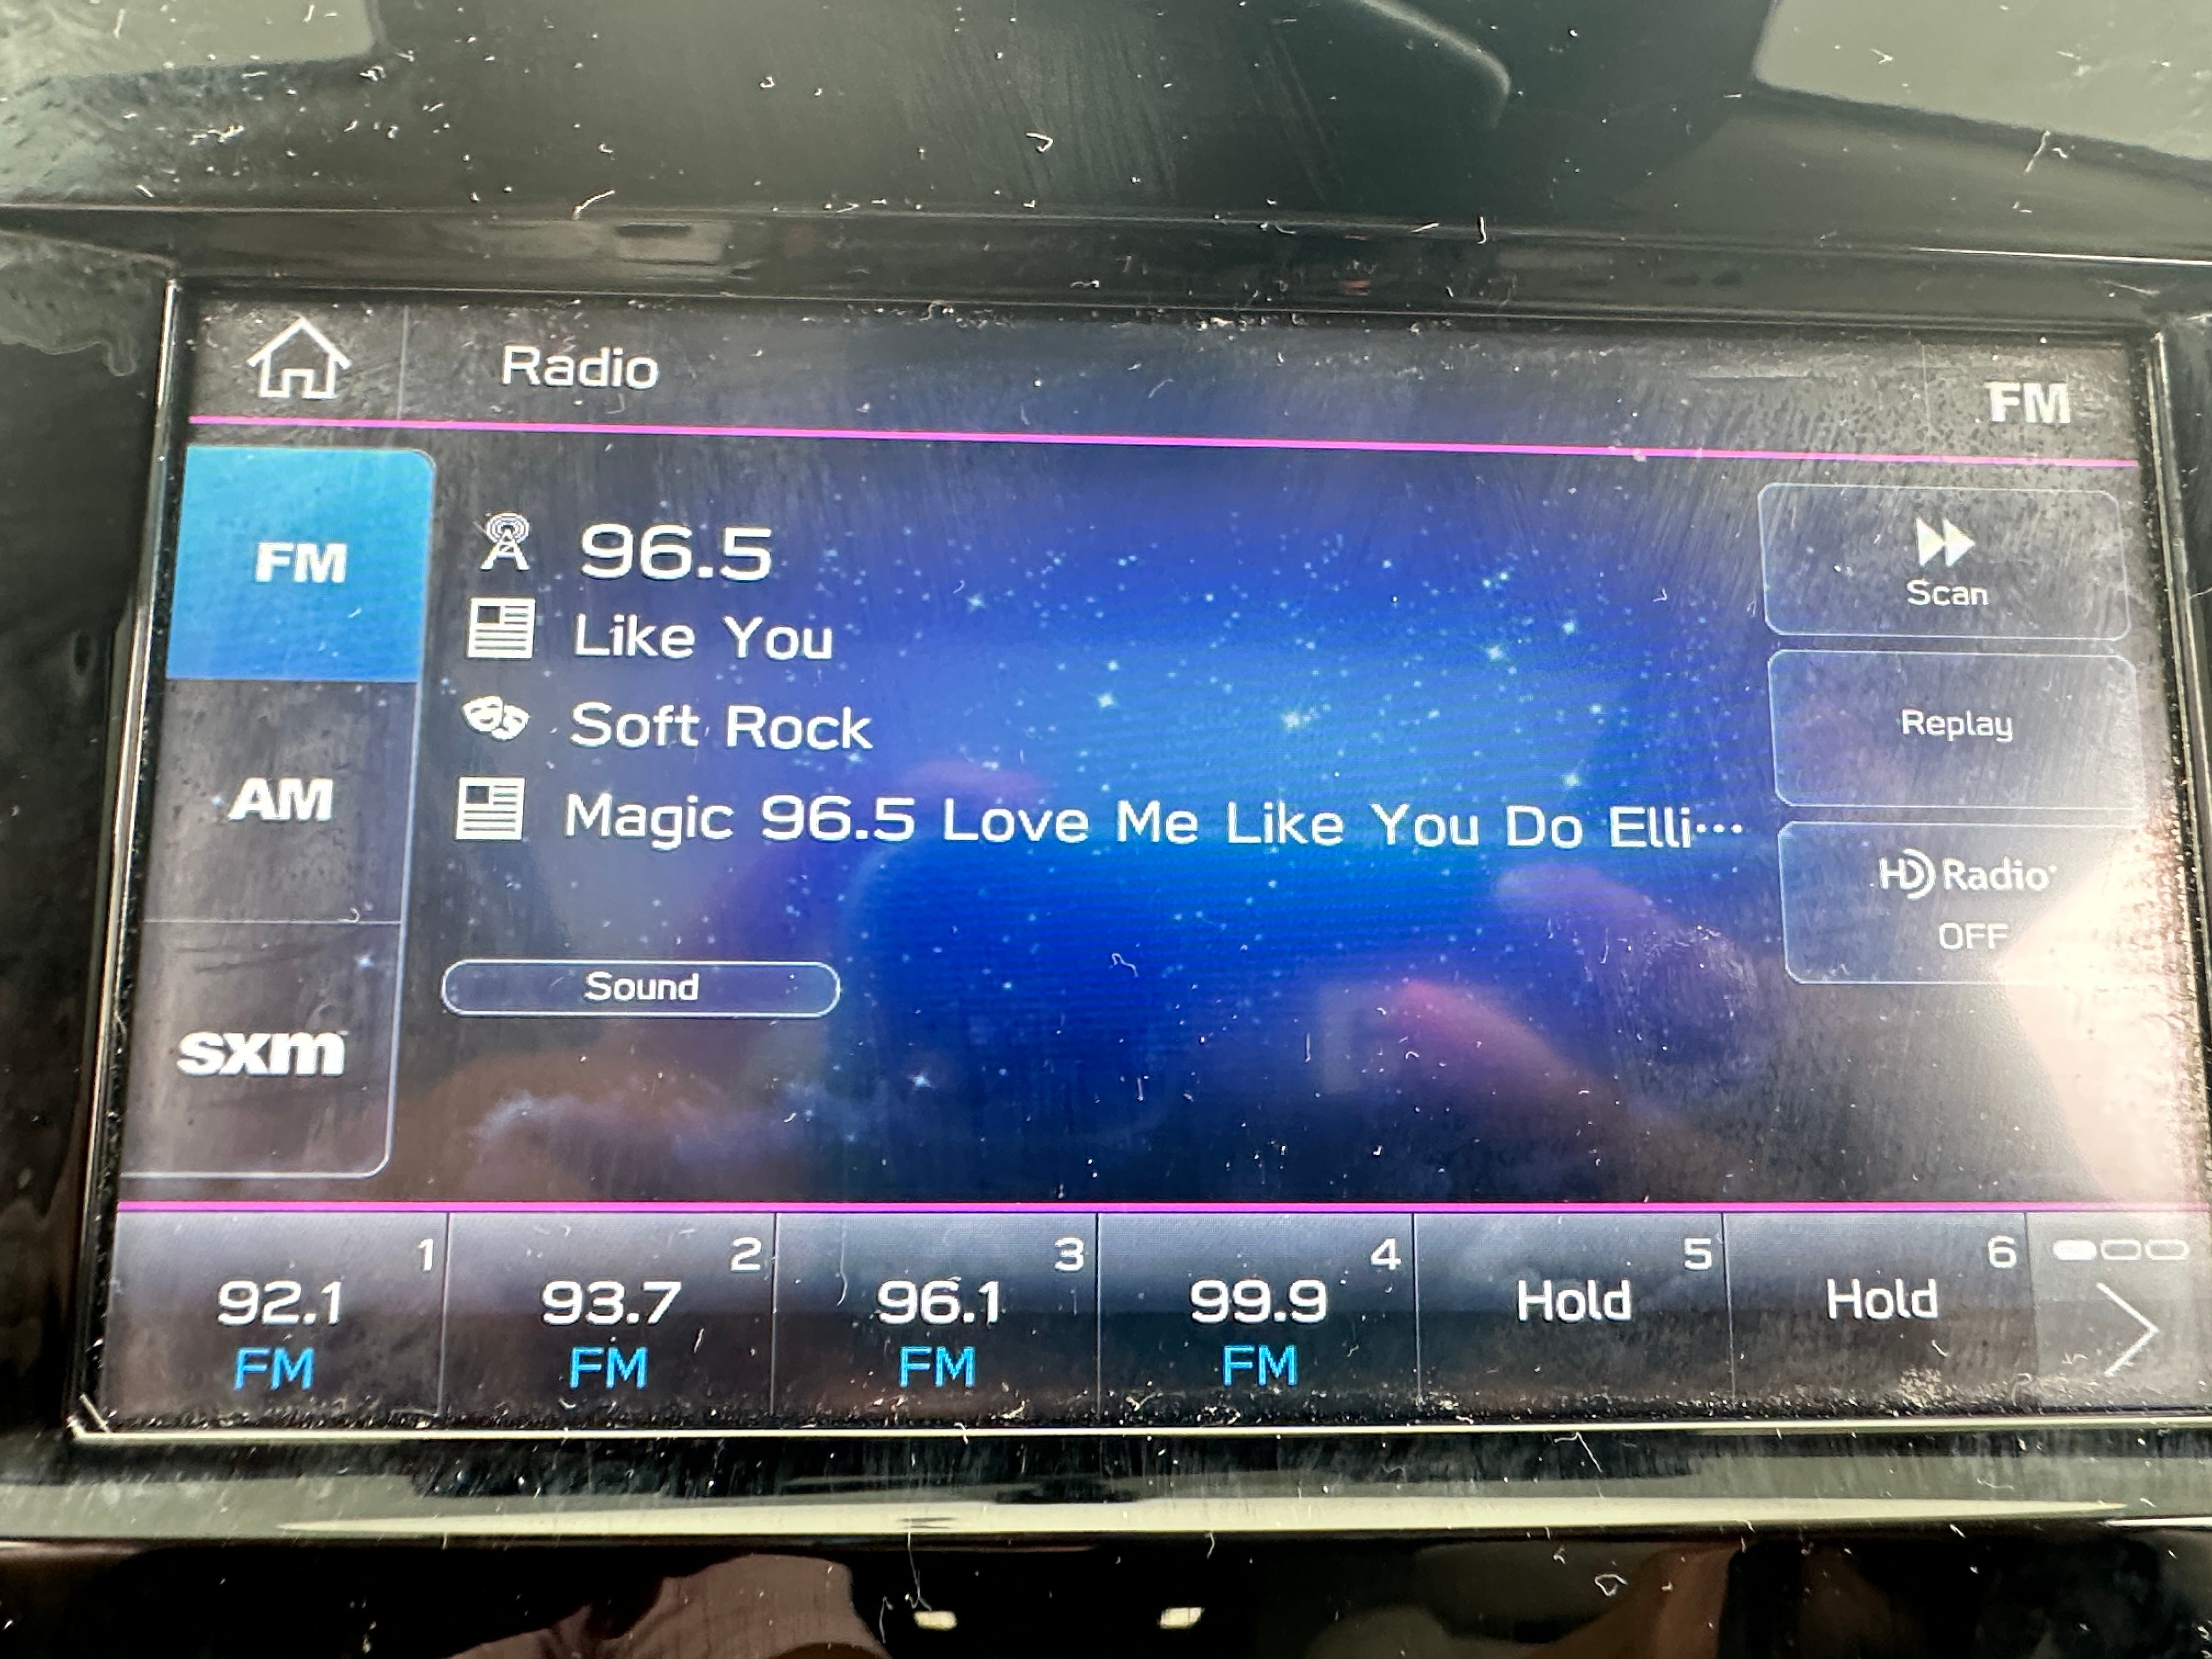 Radio
FM
FM
AM
sxm
96.5
Like You
Soft Rock
Magic 96.5 Love Me Like You Do Elli...
Sound
Scan
Replay
HD Radio
OFF
1
92.1
FM
2
93.7
FM
3
96.1
FM
4
99.9
FM
5
Hold
6
Hold